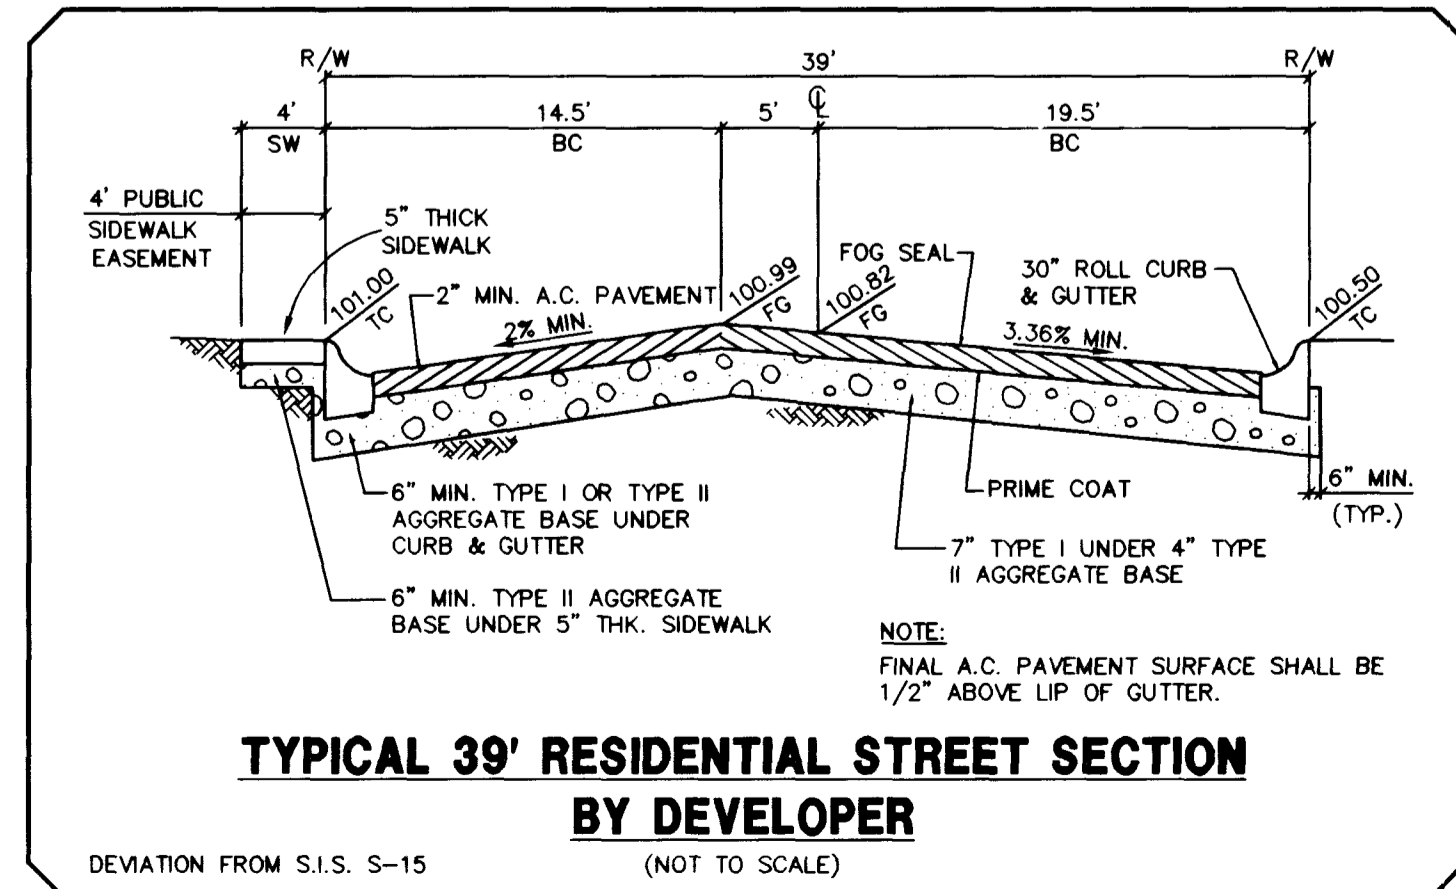 R/W
39'
R/W
4'
14.5'
5'
℄
19.5'
SW
BC
BC
4' PUBLIC
SIDEWALK
EASEMENT
5" THICK
SIDEWALK
101.00
TC
2" MIN. A.C. PAVEMENT
2% MIN.
100.99
FG
100.82
FG
FOG SEAL
3.36% MIN.
30" ROLL CURB
& GUTTER
100.50
TC
6" MIN. TYPE I OR TYPE II
AGGREGATE BASE UNDER
CURB & GUTTER
6" MIN. TYPE II AGGREGATE
BASE UNDER 5" THK. SIDEWALK
PRIME COAT
7" TYPE I UNDER 4" TYPE
II AGGREGATE BASE
6" MIN.
(TYP.)
NOTE:
FINAL A.C. PAVEMENT SURFACE SHALL BE
1/2" ABOVE LIP OF GUTTER.
TYPICAL 39' RESIDENTIAL STREET SECTION
BY DEVELOPER
DEVIATION FROM S.I.S. S-15
(NOT TO SCALE)